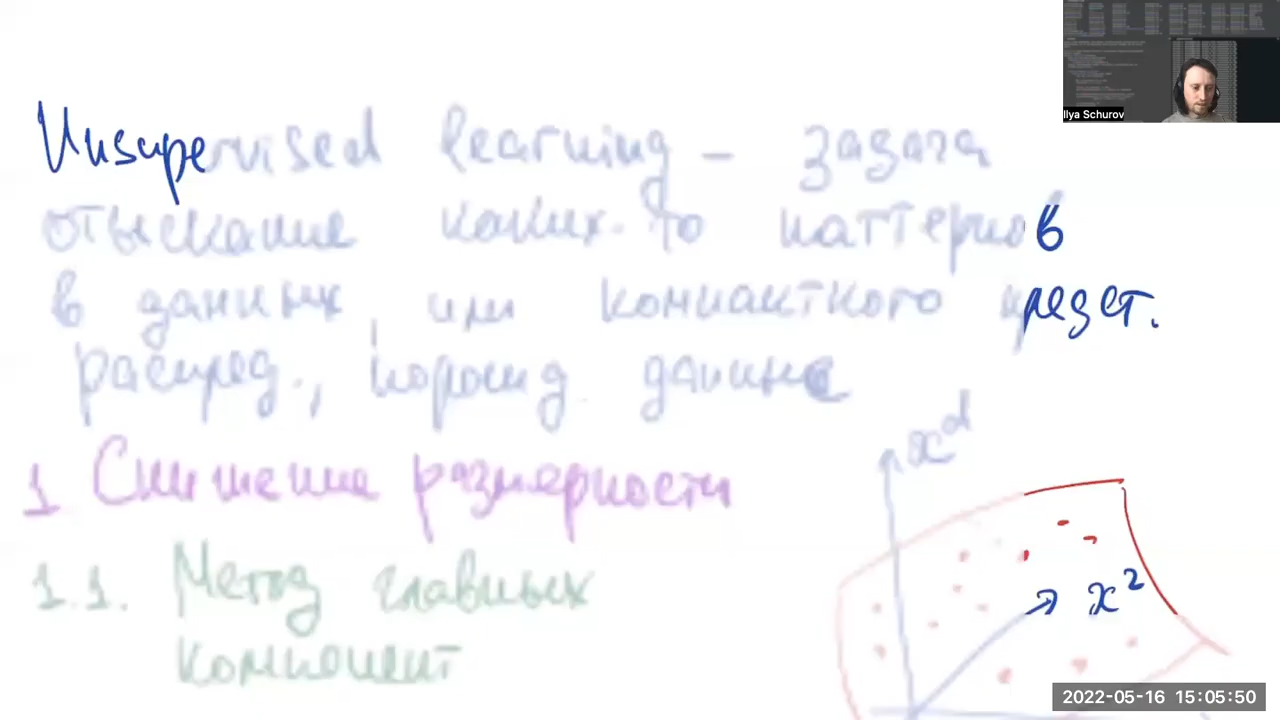 Unsupervised learning – задача
отыскание каких-то паттернов
в данных, или компактного предст.
распред., порожд. данные
1 Снижение размерности
1.1. Метод главных
компонент
x^d
x^2
Ilya Schurov
2022-05-16 15:05:50